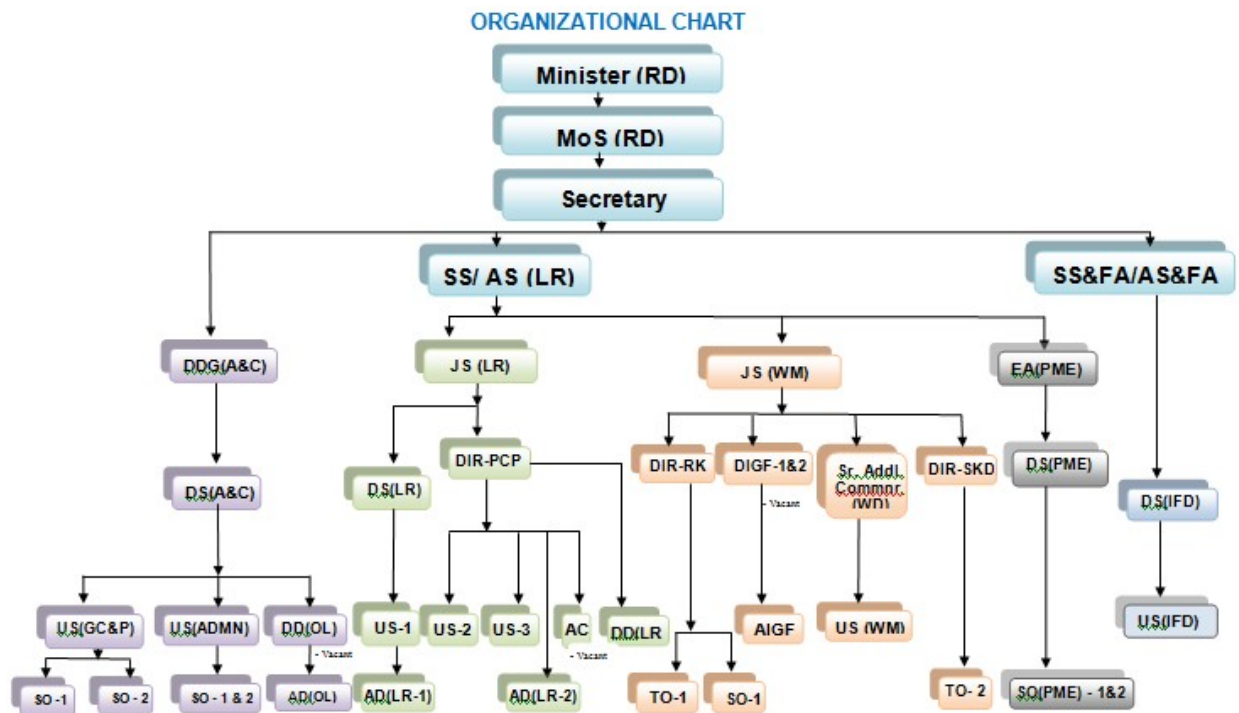 ORGANIZATIONAL CHART
Minister (RD)
MoS (RD)
Secretary
SS/ AS (LR)
SS&FA/AS&FA
DDG(A&C)
JS (LR)
JS (WM)
EA(PME)
DIR-PCP
DIR-RK
DIGF-1&2
- Vacant
Sr. Addl.
Commnr.
(WD)
DIR-SKD
DS(PME)
DS(A&C)
DS(LR)
DS(IFD)
US(GC&P)
US(ADMN)
DD(OL)
- Vacant
US-1
US-2
US-3
AC
- Vacant
DD(LR
AIGF
US (WM)
US(IFD)
SO -1
SO - 2
SO - 1 & 2
AD(OL)
AD(LR-1)
AD(LR-2)
TO-1
SO-1
TO- 2
SO(PME) - 1&2